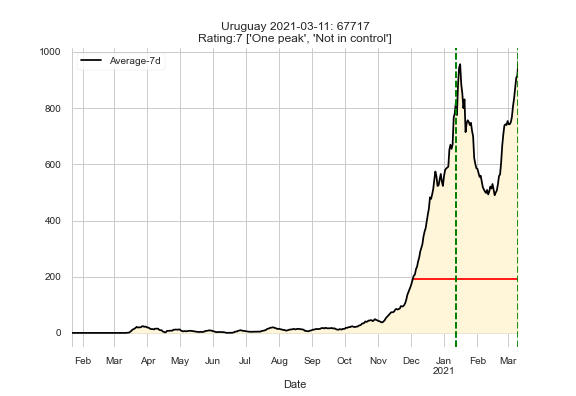 Uruguay 2021-03-11: 67717
Rating:7 ['One peak', 'Not in control']
Average-7d
1000
800
600
400
200
0
Feb Mar Apr May Jun Jul Aug Sep Oct Nov Dec Jan Feb Mar
2021
Date